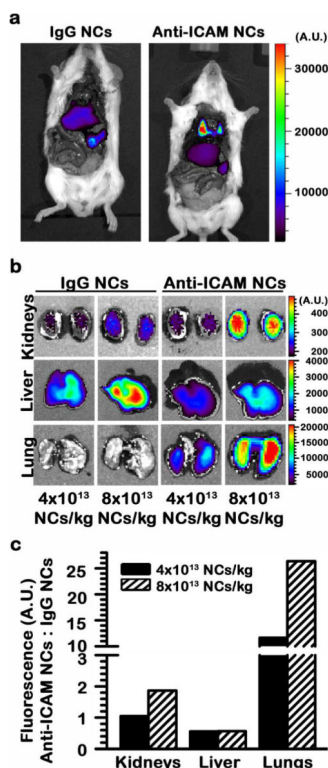 a
IgG NCs Anti-ICAM NCs
(A.U.)
30000
20000
10000
b
IgG NCs Anti-ICAM NCs
Kidneys
(A.U.)
400
300
200
Liver
4000
3000
2000
1000
Lung
20000
15000
10000
5000
4x10¹³ 8x10¹³ 4x10¹³ 8x10¹³
NCs/kg NCs/kg NCs/kg NCs/kg
c
Fluorescence (A.U.)
Anti-ICAM NCs : IgG NCs
4x10¹³ NCs/kg
8x10¹³ NCs/kg
25
20
15
10
3
2
1
0
Kidneys Liver Lungs